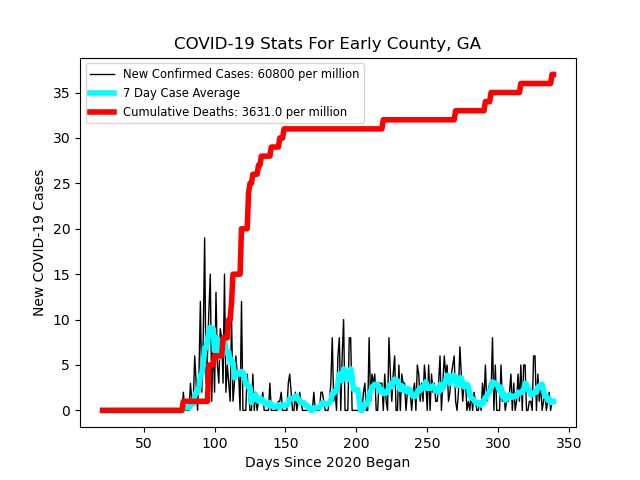 COVID-19 Stats For Early County, GA
New Confirmed Cases: 60800 per million
7 Day Case Average
Cumulative Deaths: 3631.0 per million
New COVID-19 Cases
35
30
25
20
15
10
5
0
50 100 150 200 250 300 350
Days Since 2020 Began